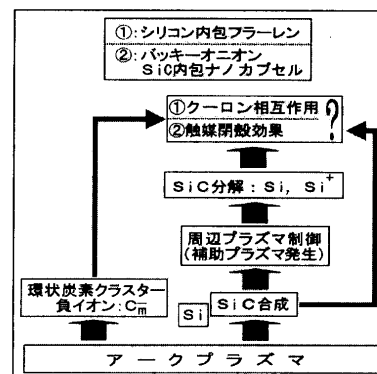 ①：シリコン内包フラーレン
②：バッキーオニオン
SiC内包ナノカプセル
①クーロン相互作用
②触媒閉殻効果
?
SiC分解：Si, Si⁺
周辺プラズマ制御
(補助プラズマ発生)
環状炭素クラスター
負イオン：C̅m
Si
SiC合成
アークプラズマ